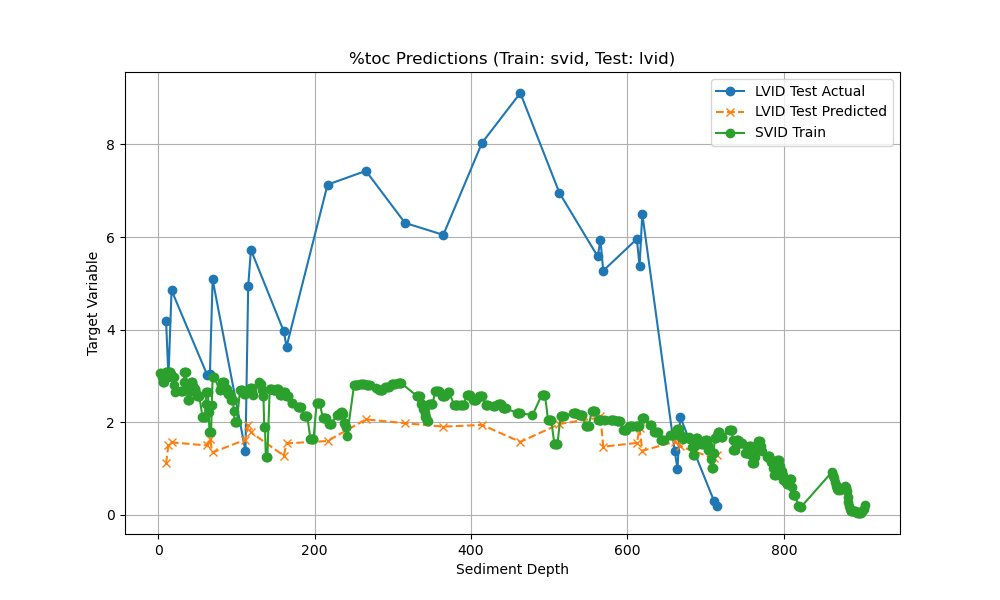 %toc Predictions (Train: svid, Test: lvid)
LVID Test Actual
LVID Test Predicted
SVID Train
Target Variable
8
6
4
2
0
0 200 400 600 800
Sediment Depth